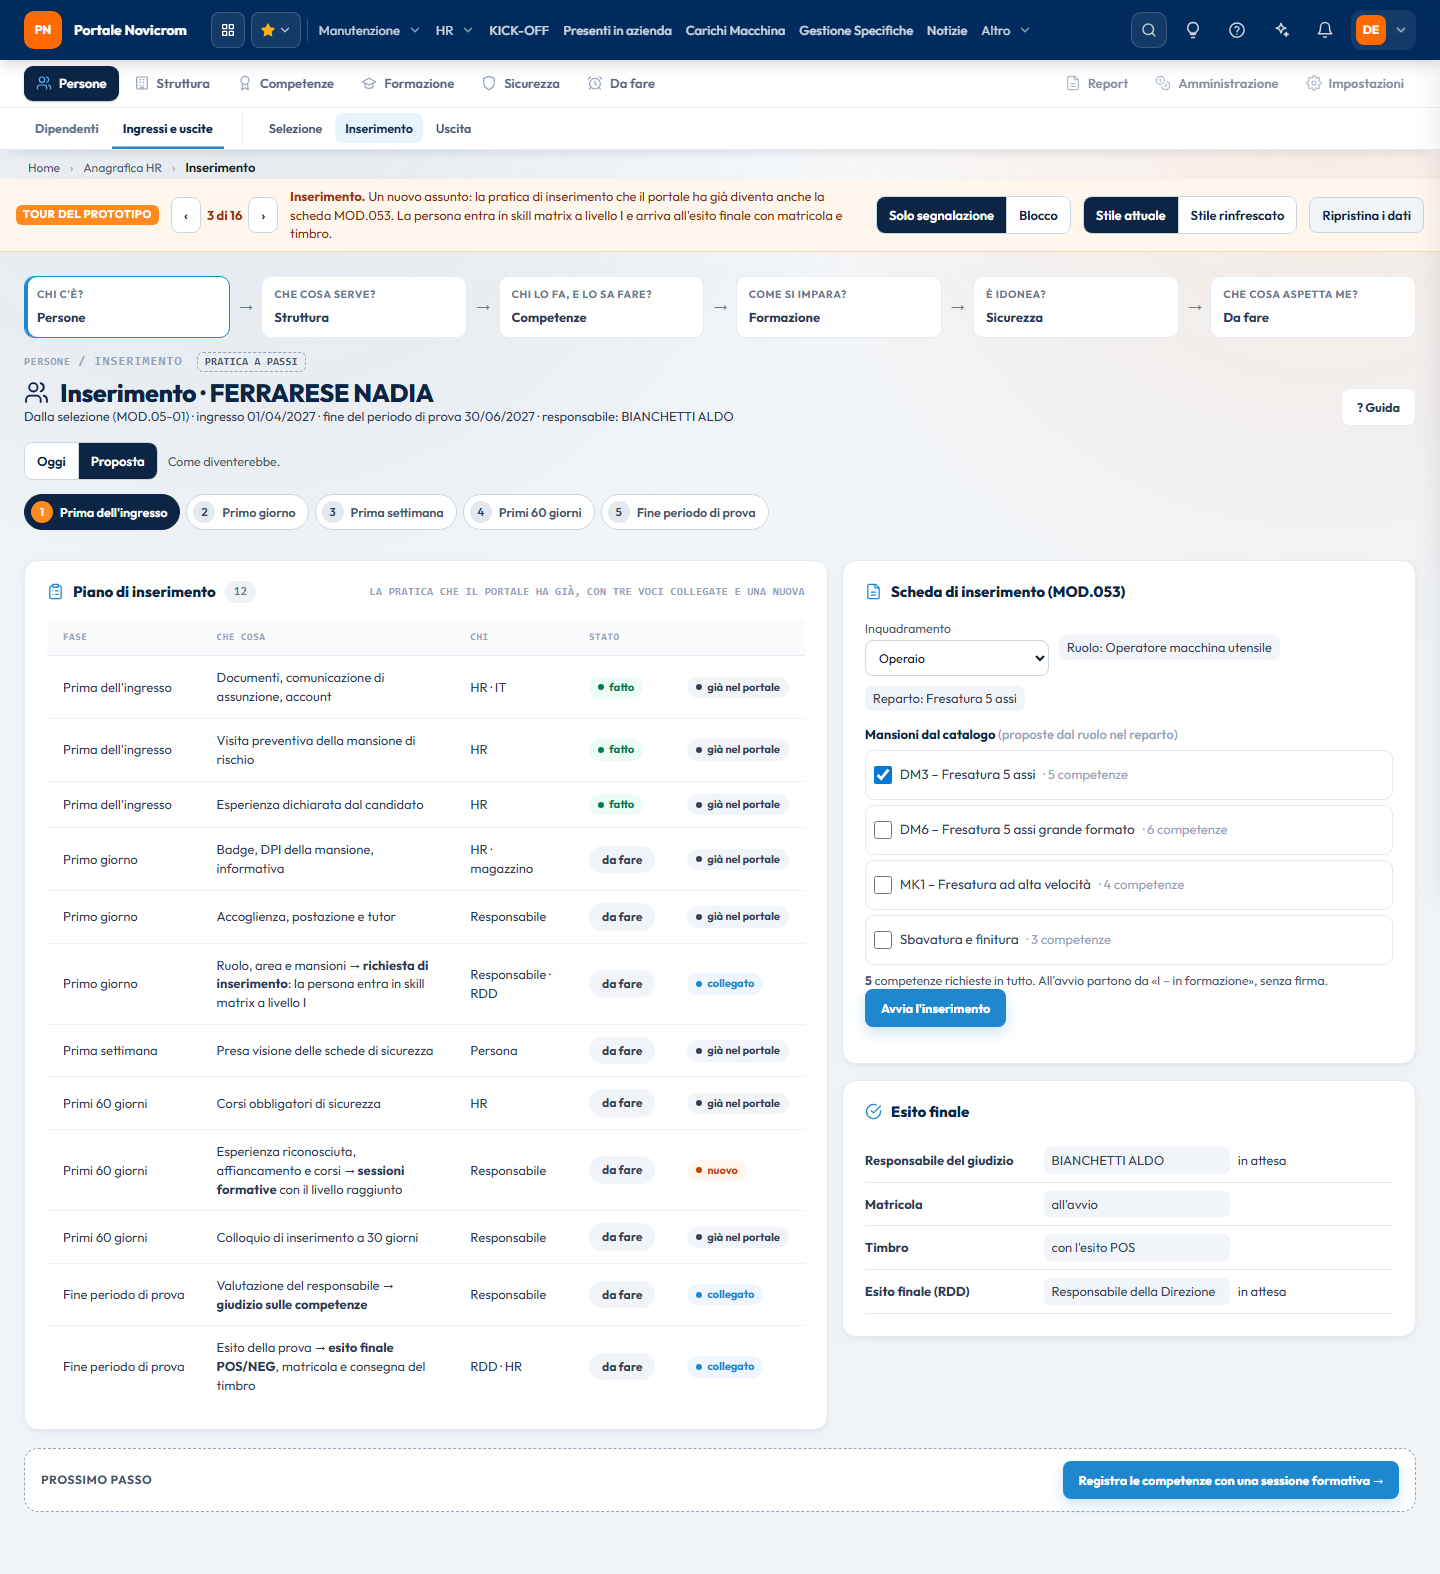 PN Portale Novicrom Manutenzione HR KICK-OFF Presenti in azienda Carichi Macchina Gestione Specifiche Notizie Altro DE
Persone Struttura Competenze Formazione Sicurezza Da fare Report Amministrazione Impostazioni
Dipendenti Ingressi e uscite Selezione Inserimento Uscita
Home › Anagrafica HR › Inserimento
TOUR DEL PROTOTIPO ‹ 3 di 16 ›
Inserimento. Un nuovo assunto: la pratica di inserimento che il portale ha già diventa anche la
scheda MOD.053. La persona entra in skill matrix a livello I e arriva all'esito finale con matricola e
timbro.
Solo segnalazione Blocco Stile attuale Stile rinfrescato Ripristina i dati
CHI C'È? → CHE COSA SERVE? → CHI LO FA, E LO SA FARE? → COME SI IMPARA? → È IDONEA? → CHE COSA ASPETTA ME?
Persone Struttura Competenze Formazione Sicurezza Da fare
PERSONE / INSERIMENTO PRATICA A PASSI
Inserimento · FERRARESE NADIA
Dalla selezione (MOD.05-01) · ingresso 01/04/2027 · fine del periodo di prova 30/06/2027 · responsabile: BIANCHETTI ALDO
? Guida
Oggi Proposta Come diventerebbe.
1 Prima dell'ingresso 2 Primo giorno 3 Prima settimana 4 Primi 60 giorni 5 Fine periodo di prova
Piano di inserimento 12 LA PRATICA CHE IL PORTALE HA GIÀ, CON TRE VOCI COLLEGATE E UNA NUOVA
FASE CHE COSA CHI STATO
Prima dell'ingresso Documenti, comunicazione di
assunzione, account HR · IT fatto già nel portale
Prima dell'ingresso Visita preventiva della mansione di
rischio HR fatto già nel portale
Prima dell'ingresso Esperienza dichiarata dal candidato HR fatto già nel portale
Primo giorno Badge, DPI della mansione,
informativa HR ·
magazzino da fare già nel portale
Primo giorno Accoglienza, postazione e tutor Responsabile da fare già nel portale
Primo giorno Ruolo, area e mansioni → richiesta di
inserimento: la persona entra in skill
matrix a livello I Responsabile ·
RDD da fare collegato
Prima settimana Presa visione delle schede di sicurezza Persona da fare già nel portale
Primi 60 giorni Corsi obbligatori di sicurezza HR da fare già nel portale
Primi 60 giorni Esperienza riconosciuta,
affiancamento e corsi → sessioni
formative con il livello raggiunto Responsabile da fare nuovo
Primi 60 giorni Colloquio di inserimento a 30 giorni Responsabile da fare già nel portale
Fine periodo di prova Valutazione del responsabile →
giudizio sulle competenze Responsabile da fare collegato
Fine periodo di prova Esito della prova → esito finale
POS/NEG, matricola e consegna del
timbro RDD · HR da fare collegato
Scheda di inserimento (MOD.053)
Inquadramento
Operaio Ruolo: Operatore macchina utensile
Reparto: Fresatura 5 assi
Mansioni dal catalogo (proposte dal ruolo nel reparto)
DM3 – Fresatura 5 assi · 5 competenze
DM6 – Fresatura 5 assi grande formato · 6 competenze
MK1 – Fresatura ad alta velocità · 4 competenze
Sbavatura e finitura · 3 competenze
5 competenze richieste in tutto. All'avvio partono da «I – in formazione», senza firma.
Avvia l'inserimento
Esito finale
Responsabile del giudizio BIANCHETTI ALDO in attesa
Matricola all'avvio
Timbro con l'esito POS
Esito finale (RDD) Responsabile della Direzione in attesa
PROSSIMO PASSO Registra le competenze con una sessione formativa →